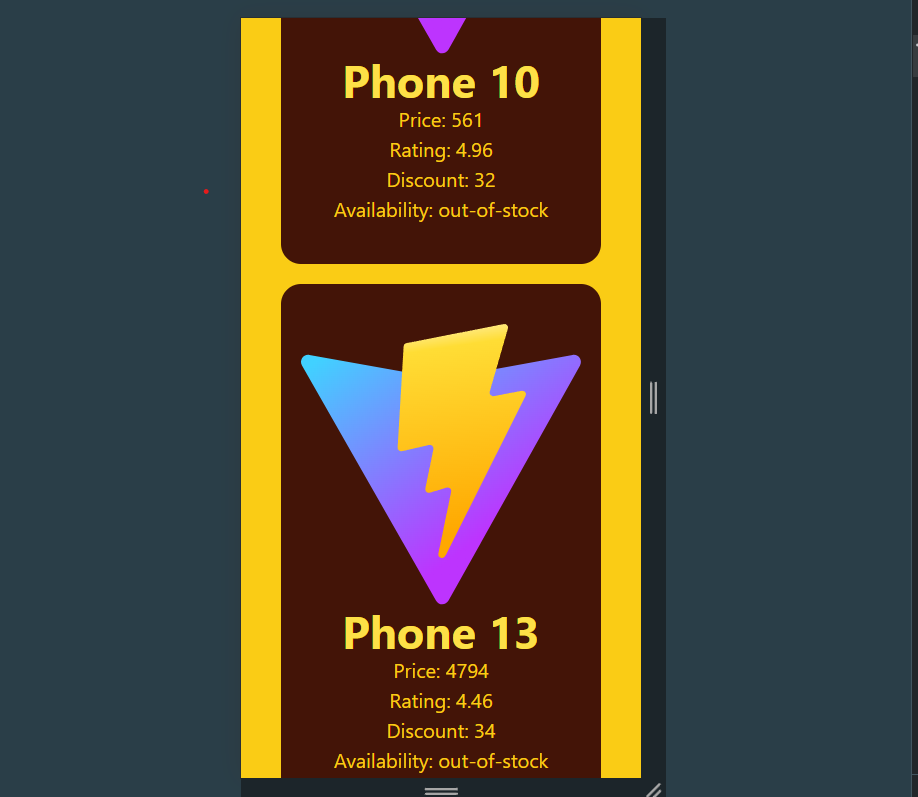 Phone 10
Price: 561
Rating: 4.96
Discount: 32
Availability: out-of-stock
Phone 13
Price: 4794
Rating: 4.46
Discount: 34
Availability: out-of-stock